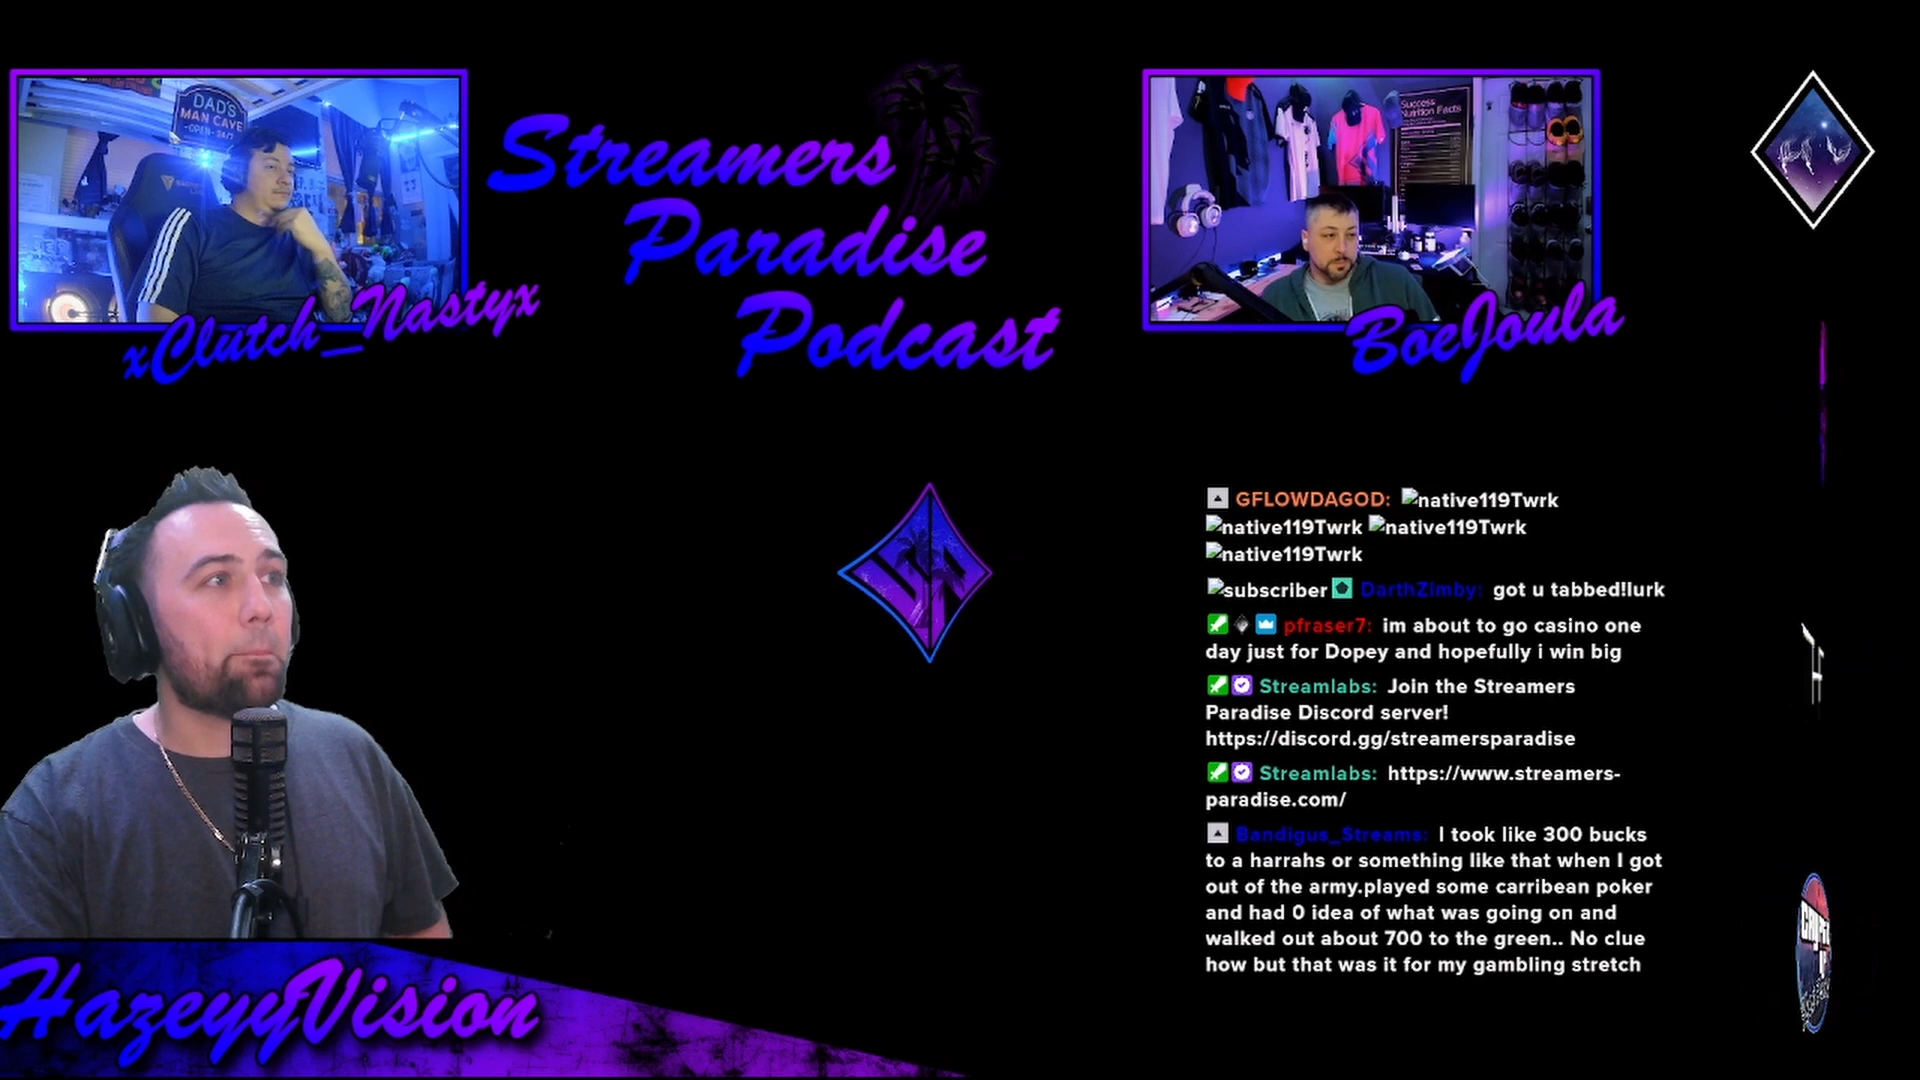 DAD'S
MAN CAVE
-OPEN-24/7
xClutch_Nastyx
Streamers
Paradise
Podcast
Success
Nutrition Facts
BoeJoula
GFLOWDAGOD: native119Twrk
native119Twrk native119Twrk
native119Twrk
subscriber DarthZimby: got u tabbed!lurk
pfraser7: im about to go casino one
day just for Dopey and hopefully i win big
Streamlabs: Join the Streamers
Paradise Discord server!
https://discord.gg/streamersparadise
Streamlabs: https://www.streamers-
paradise.com/
Bandigus_Streams: I took like 300 bucks
to a harrahs or something like that when I got
out of the army.played some carribean poker
and had 0 idea of what was going on and
walked out about 700 to the green.. No clue
how but that was it for my gambling stretch
HazeyyVision